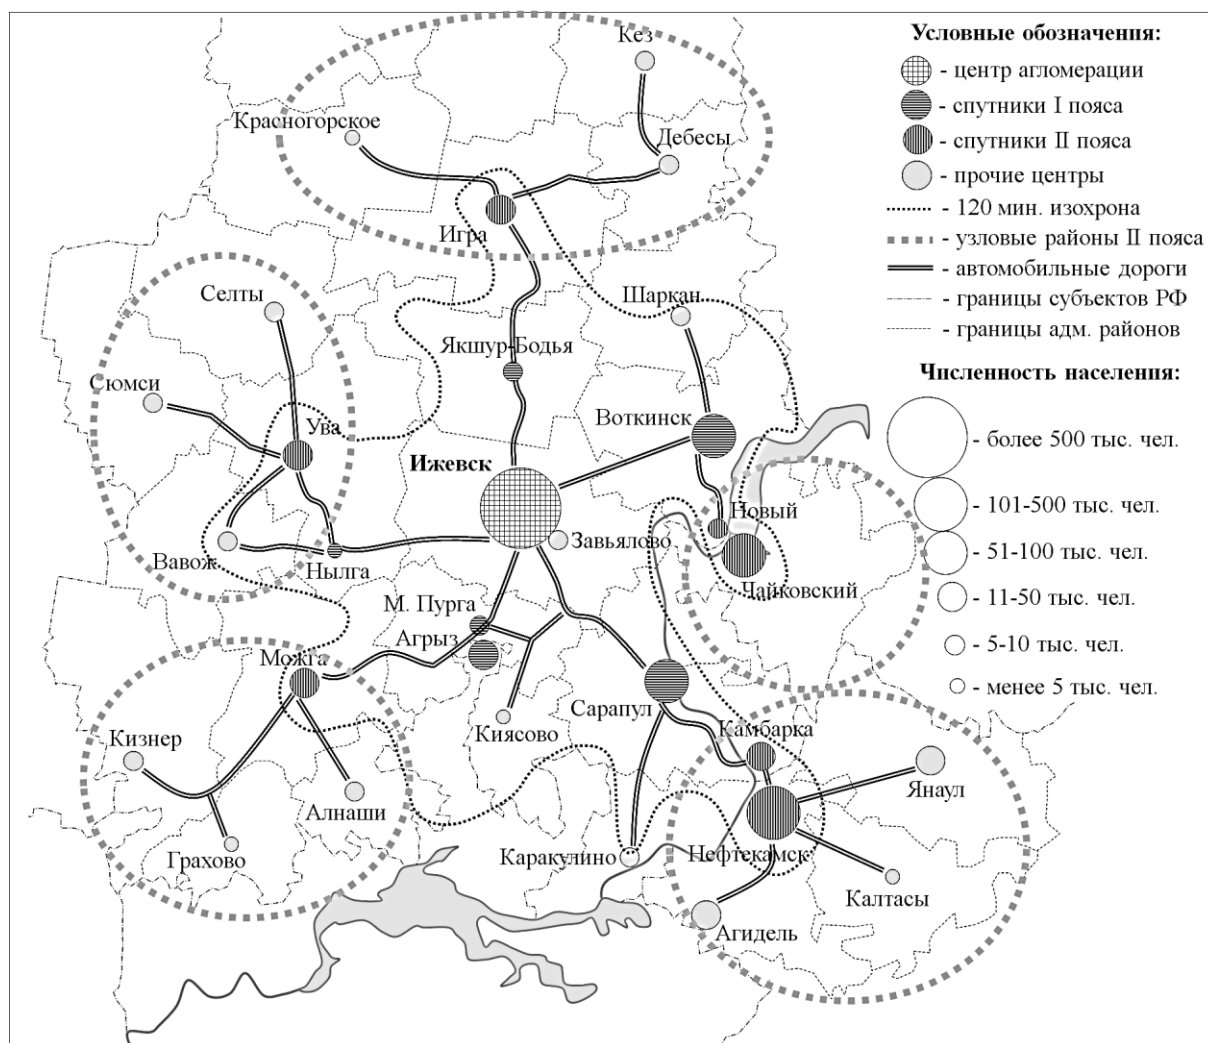 Условные обозначения:
- центр агломерации
- спутники I пояса
- спутники II пояса
- прочие центры
- 120 мин. изохрона
- узловые районы II пояса
- автомобильные дороги
- границы субъектов РФ
- границы адм. районов
Численность населения:
- более 500 тыс. чел.
- 101-500 тыс. чел.
- 51-100 тыс. чел.
- 11-50 тыс. чел.
- 5-10 тыс. чел.
- менее 5 тыс. чел.
Кез
Красногорское
Дебесы
Игра
Селты
Шаркан
Якшур-Бодья
Сюмси
Ува
Воткинск
Ижевск
Новый
Завьялово
Вавож
Нылга
Чайковский
М. Пурга
Агрыз
Можга
Сарапул
Киясово
Камбарка
Кизнер
Янаул
Алнаши
Грахово
Каракулино
Нефтекамск
Калтасы
Агидель